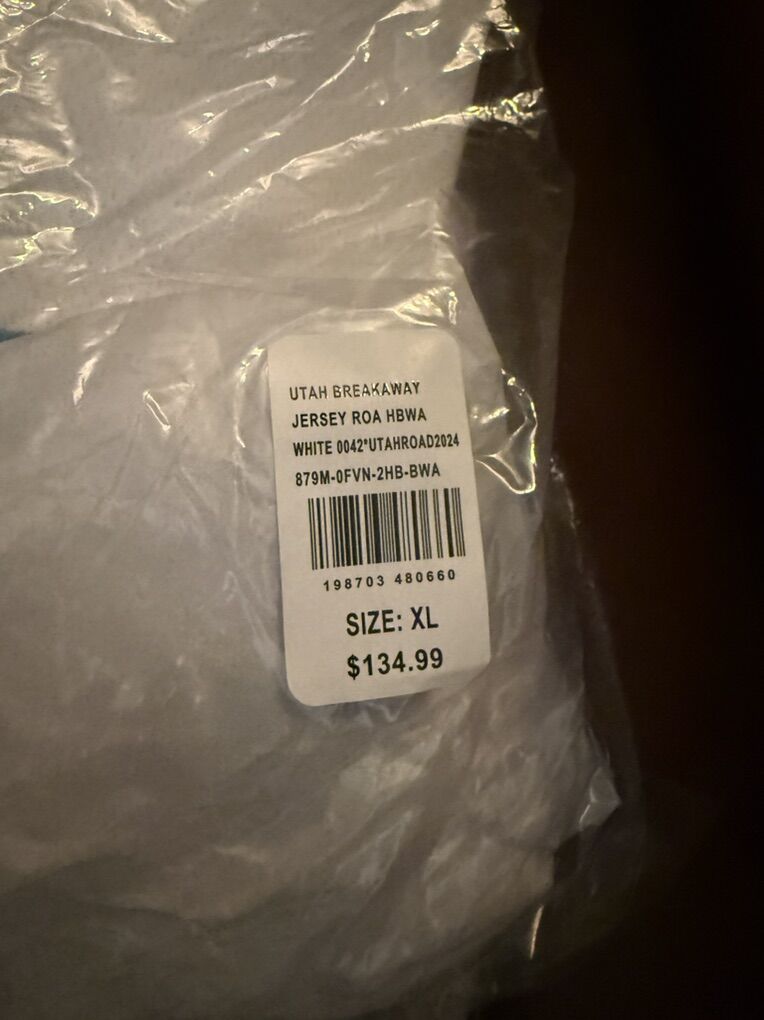 UTAH BREAKAWAY
JERSEY ROA HBWA
WHITE 0042*UTAHROAD2024
879M-0FVN-2HB-BWA
198703 480660
SIZE: XL
$134.99